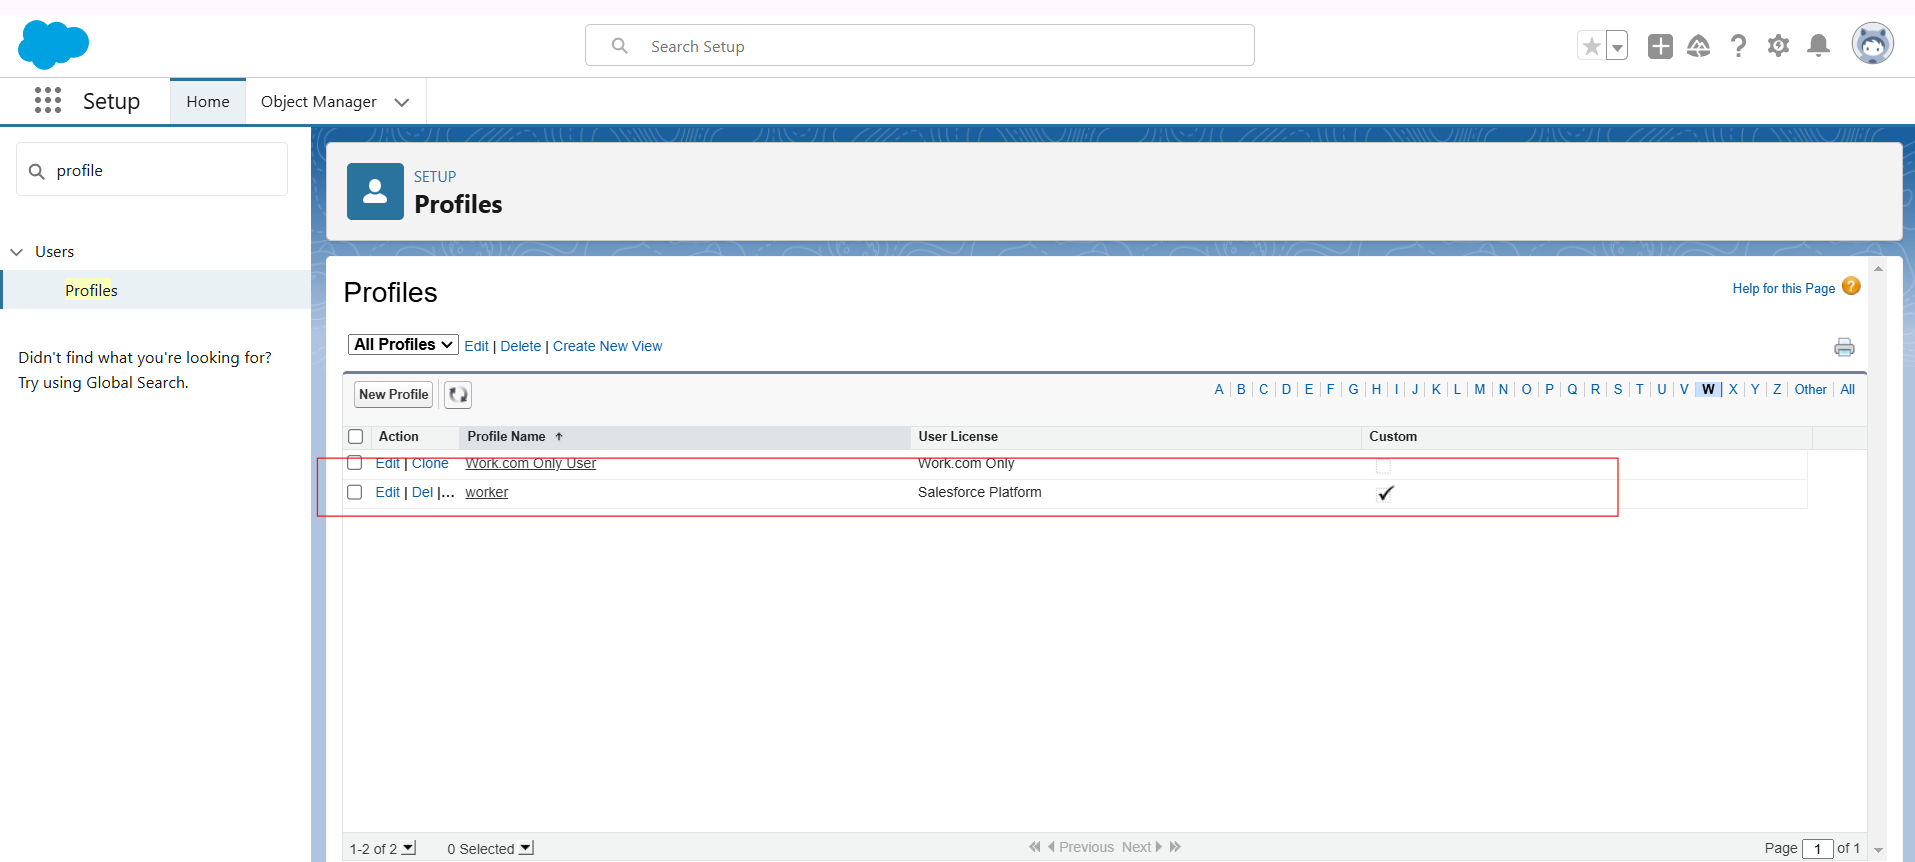 Search Setup
Setup
Home
Object Manager
profile
Users
Profiles
Didn't find what you're looking for?
Try using Global Search.
SETUP
Profiles
Profiles
Help for this Page ?
All Profiles Edit | Delete | Create New View
New Profile
A | B | C | D | E | F | G | H | I | J | K | L | M | N | O | P | Q | R | S | T | U | V | W | X | Y | Z | Other | All
Action Profile Name ↑ User License Custom
Edit | Clone Work.com Only User Work.com Only
Edit | Del |... worker Salesforce Platform ✓
1-2 of 2 0 Selected Previous Next Page 1 of 1